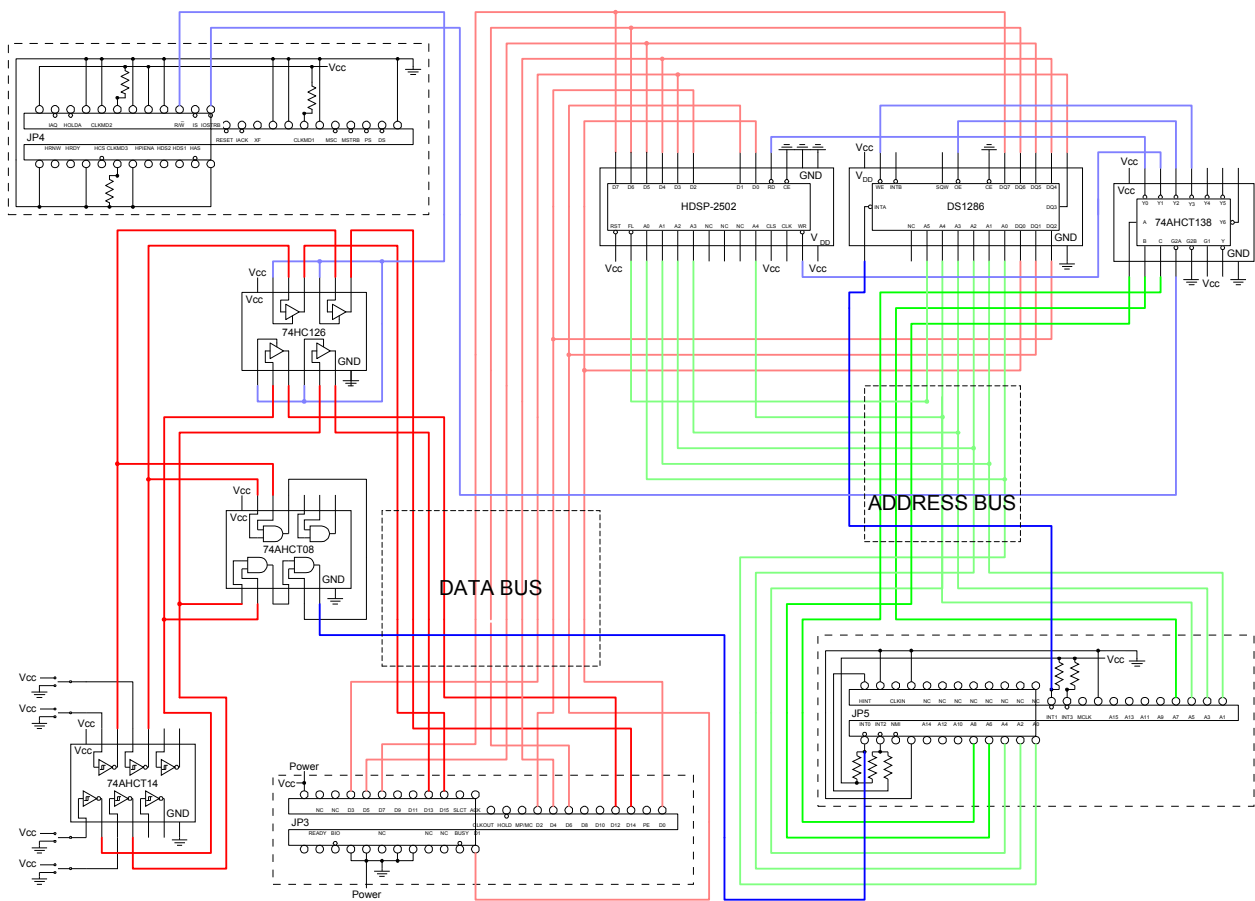 Vcc
IAQ HOLDA CLKMD2 R/W IS IOSTRB
JP4
RESET IACK XF CLKMD1 MSC MSTRB PS DS
HRNW HRDY HCS CLKMD3 HPIENA HDS2 HDS1 HAS
GND
D7 D6 D5 D4 D3 D2 D1 D0 RD CE
HDSP-2502
RST FL A0 A1 A2 A3 NC NC NC A4 CLS CLK WR
V DD
Vcc Vcc Vcc
Vcc
V DD
WE INTB SQW OE CE DQ7 DQ6 DQ5 DQ4
INTA DS1286 DQ3
NC A5 A4 A3 A2 A1 A0 DQ0 DQ1 DQ2
GND
Vcc
Vcc
Y0 Y1 Y2 Y3 Y4 Y5
A 74AHCT138 Y6
B C G2A G2B G1 Y
GND
Vcc
Vcc
Vcc
74HC126
GND
Vcc
Vcc
74AHCT08
GND
DATA BUS
ADDRESS BUS
Vcc
Vcc
Vcc
Vcc
74AHCT14
GND
Vcc
Vcc
Power
Vcc
NC NC D3 D5 D7 D9 D11 D13 D15 SLCT ACK
JP3
CLKOUT HOLD MP/MC D2 D4 D6 D8 D10 D12 D14 PE D0
READY BIO NC NC NC BUSY D1
Power
Vcc
HINT CLKIN NC NC NC NC NC NC NC
JP5
INT1 INT3 MCLK A15 A13 A11 A9 A7 A5 A3 A1
INT0 INT2 NMI A14 A12 A10 A8 A6 A4 A2 A0